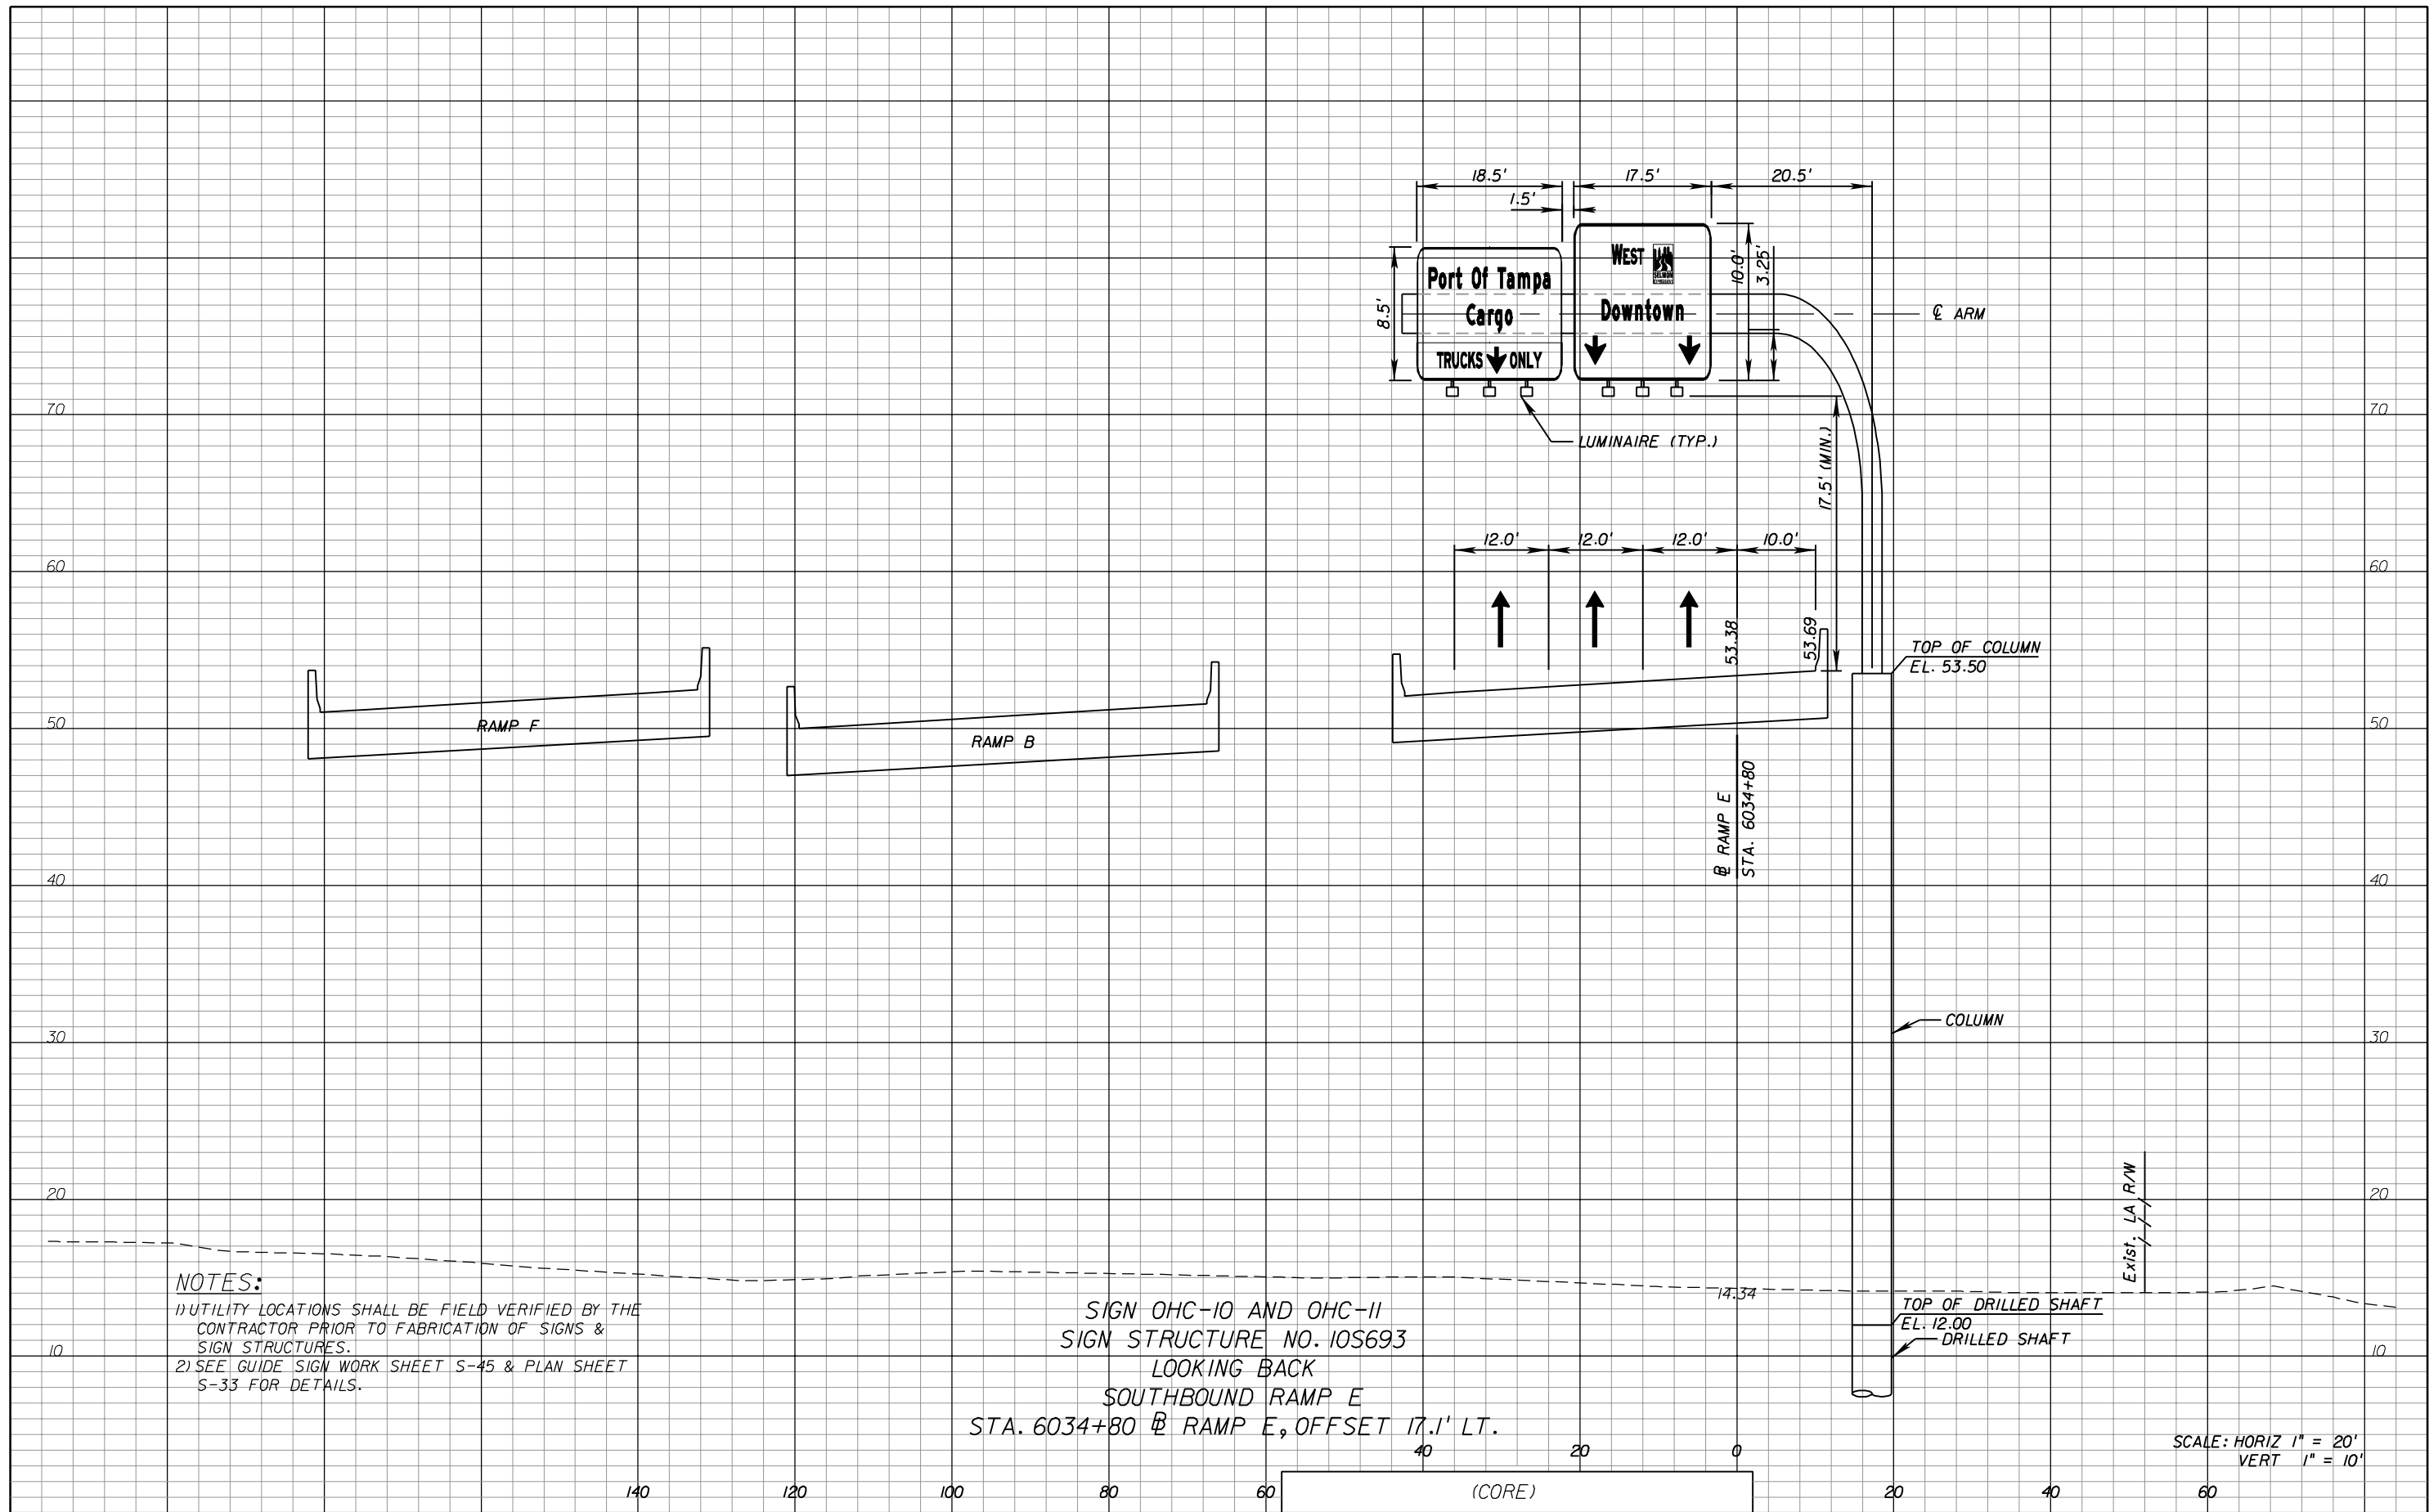 18.5'
17.5'
20.5'
1.5'
WEST
SELMON
Port Of Tampa
Cargo
TRUCKS ONLY
Downtown
8.5'
10.0'
3.25'
℄ ARM
70
70
LUMINAIRE (TYP.)
17.5' (MIN.)
60
12.0'
12.0'
12.0'
10.0'
60
53.38
53.69
TOP OF COLUMN
EL. 53.50
50
RAMP F
RAMP B
50
B RAMP E
STA. 6034+80
40
40
30
COLUMN
30
20
Exist. LA R/W
20
14.34
NOTES:
1) UTILITY LOCATIONS SHALL BE FIELD VERIFIED BY THE
CONTRACTOR PRIOR TO FABRICATION OF SIGNS &
SIGN STRUCTURES.
2) SEE GUIDE SIGN WORK SHEET S-45 & PLAN SHEET
S-33 FOR DETAILS.
SIGN OHC-10 AND OHC-11
SIGN STRUCTURE NO. 10S693
LOOKING BACK
SOUTHBOUND RAMP E
STA. 6034+80 B RAMP E, OFFSET 17.1' LT.
TOP OF DRILLED SHAFT
EL. 12.00
DRILLED SHAFT
10
10
SCALE: HORIZ 1" = 20'
VERT 1" = 10'
40
20
0
140
120
100
80
60
(CORE)
20
40
60